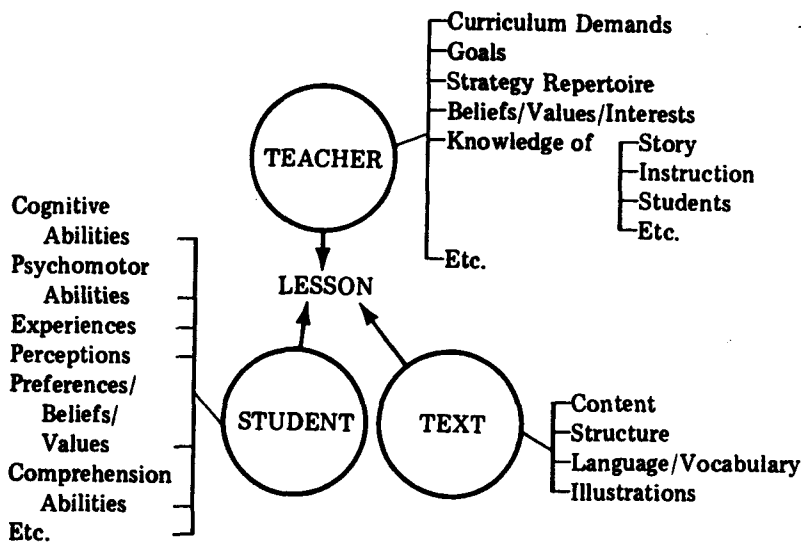 Curriculum Demands
Goals
Strategy Repertoire
Beliefs/Values/Interests
Knowledge of
Story
Instruction
Students
Etc.
Etc.
TEACHER
LESSON
Cognitive
Abilities
Psychomotor
Abilities
Experiences
Perceptions
Preferences/
Beliefs/
Values
Comprehension
Abilities
Etc.
STUDENT
TEXT
Content
Structure
Language/Vocabulary
Illustrations